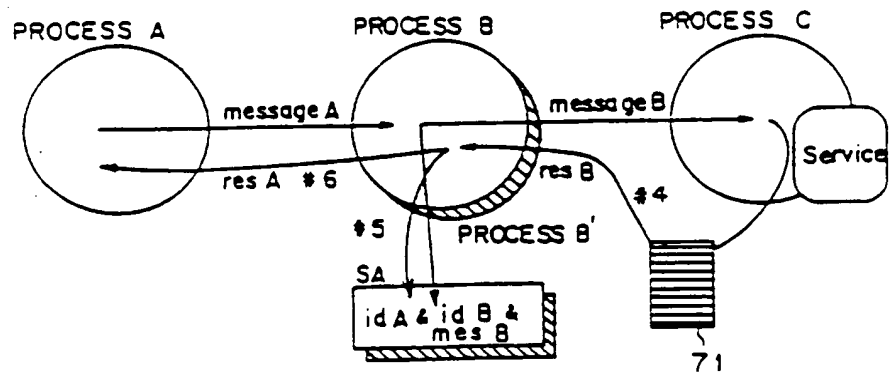 PROCESS A
PROCESS B
PROCESS C
message A
message B
Service
res A #6
res B
#4
#5
PROCESS B'
SA
id A & id B &
mes B
71